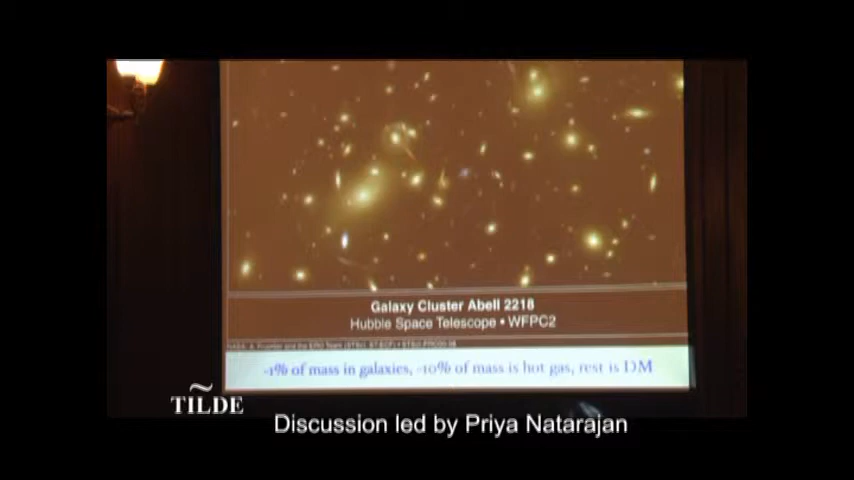 Galaxy Cluster Abell 2218
Hubble Space Telescope • WFPC2
~1% of mass in galaxies, ~10% of mass is hot gas, rest is DM
TILDE
Discussion led by Priya Natarajan